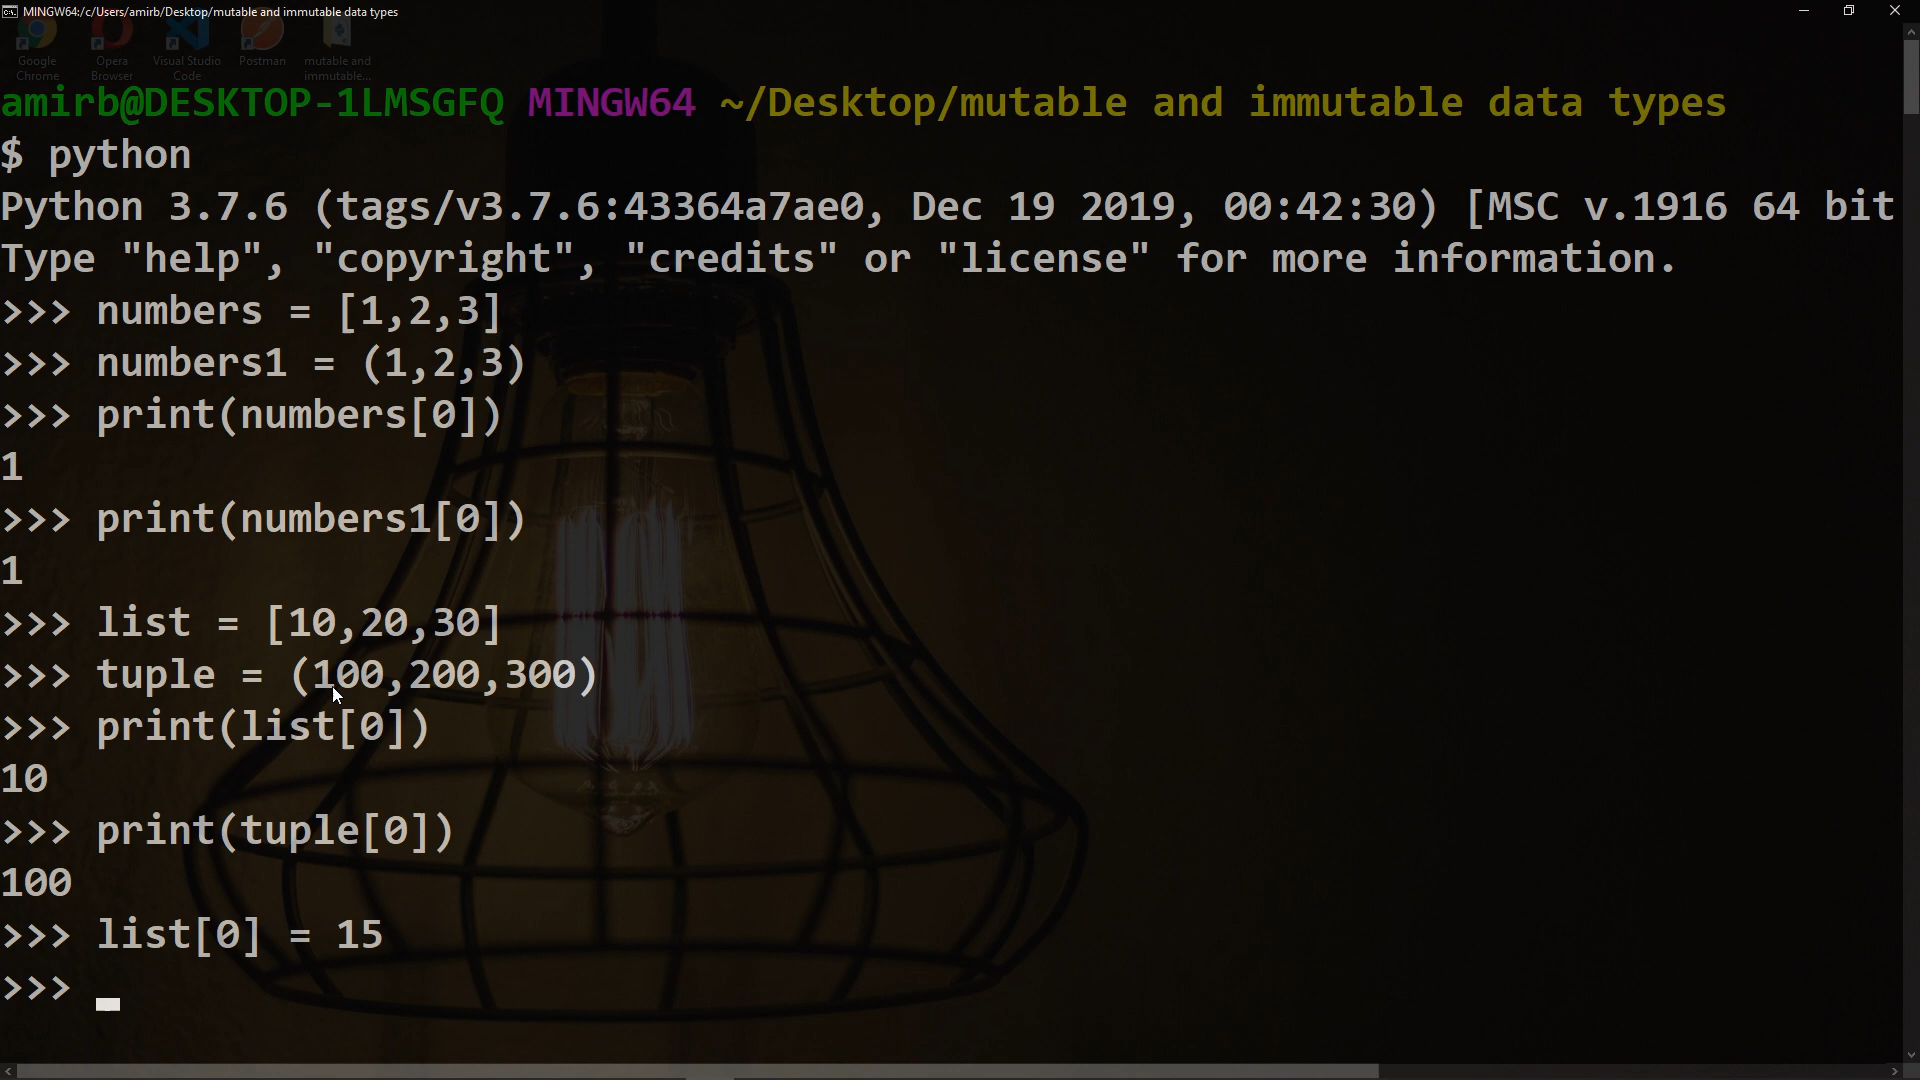 MINGW64:/c/Users/amirb/Desktop/mutable and immutable data types
Google Chrome
Opera Browser
Visual Studio Code
Postman
mutable and immutable...
amirb@DESKTOP-1LMSGFQ MINGW64 ~/Desktop/mutable and immutable data types
$ python
Python 3.7.6 (tags/v3.7.6:43364a7ae0, Dec 19 2019, 00:42:30) [MSC v.1916 64 bit
Type "help", "copyright", "credits" or "license" for more information.
>>> numbers = [1,2,3]
>>> numbers1 = (1,2,3)
>>> print(numbers[0])
1
>>> print(numbers1[0])
1
>>> list = [10,20,30]
>>> tuple = (100,200,300)
>>> print(list[0])
10
>>> print(tuple[0])
100
>>> list[0] = 15
>>>